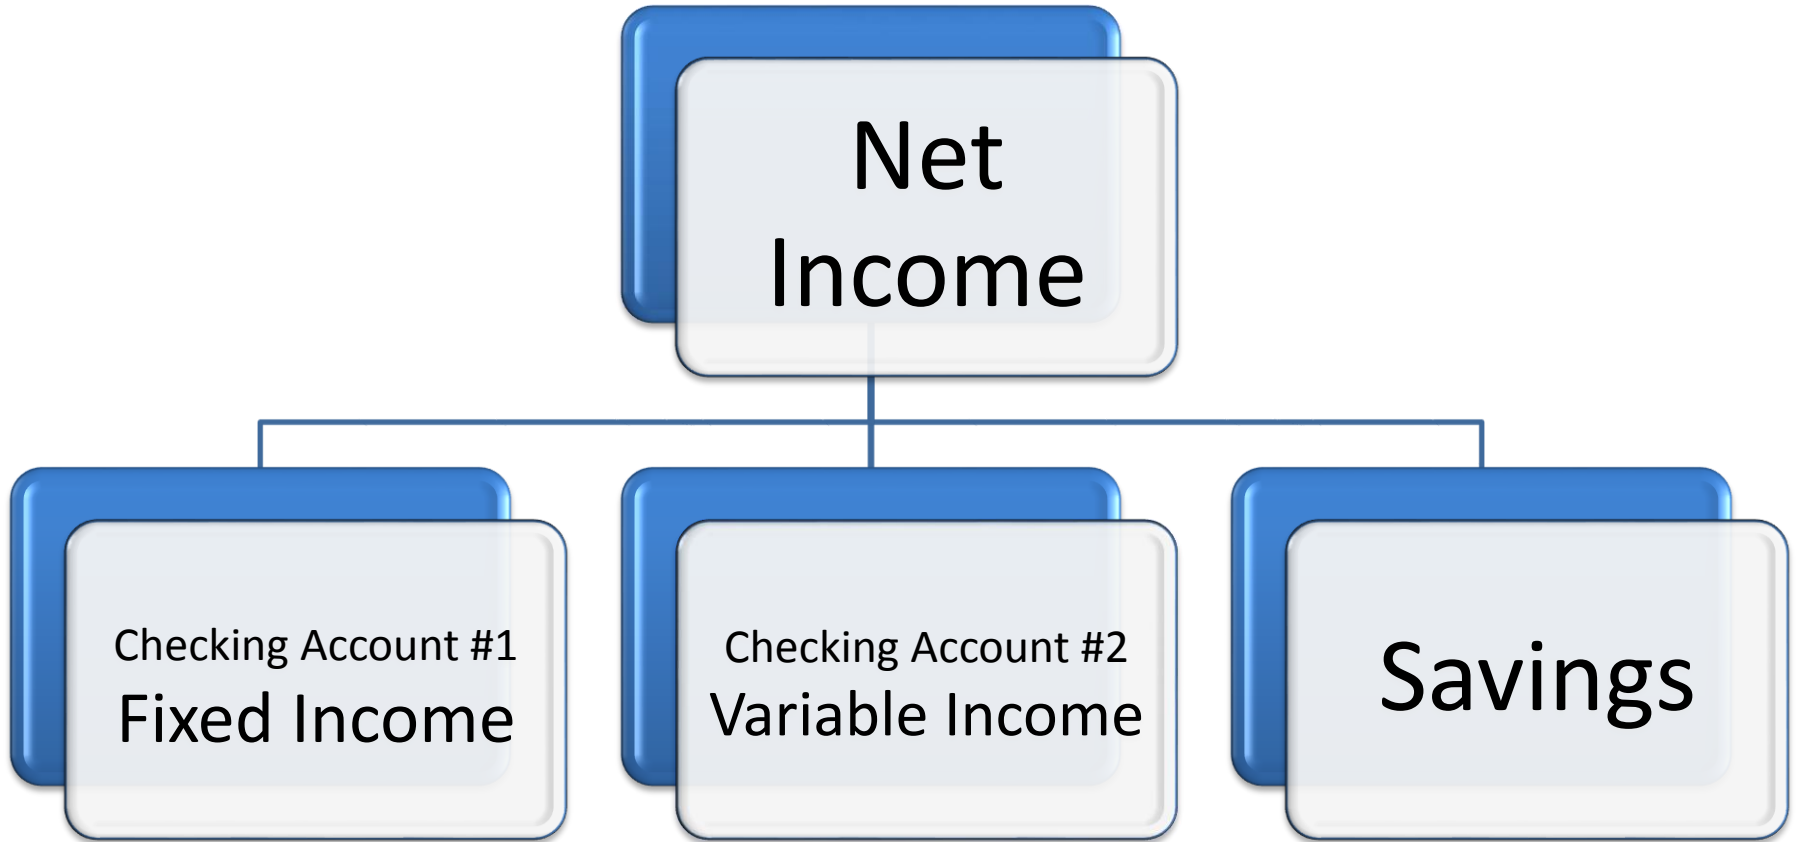 Net
Income
Checking Account #1
Fixed Income
Checking Account #2
Variable Income
Savings